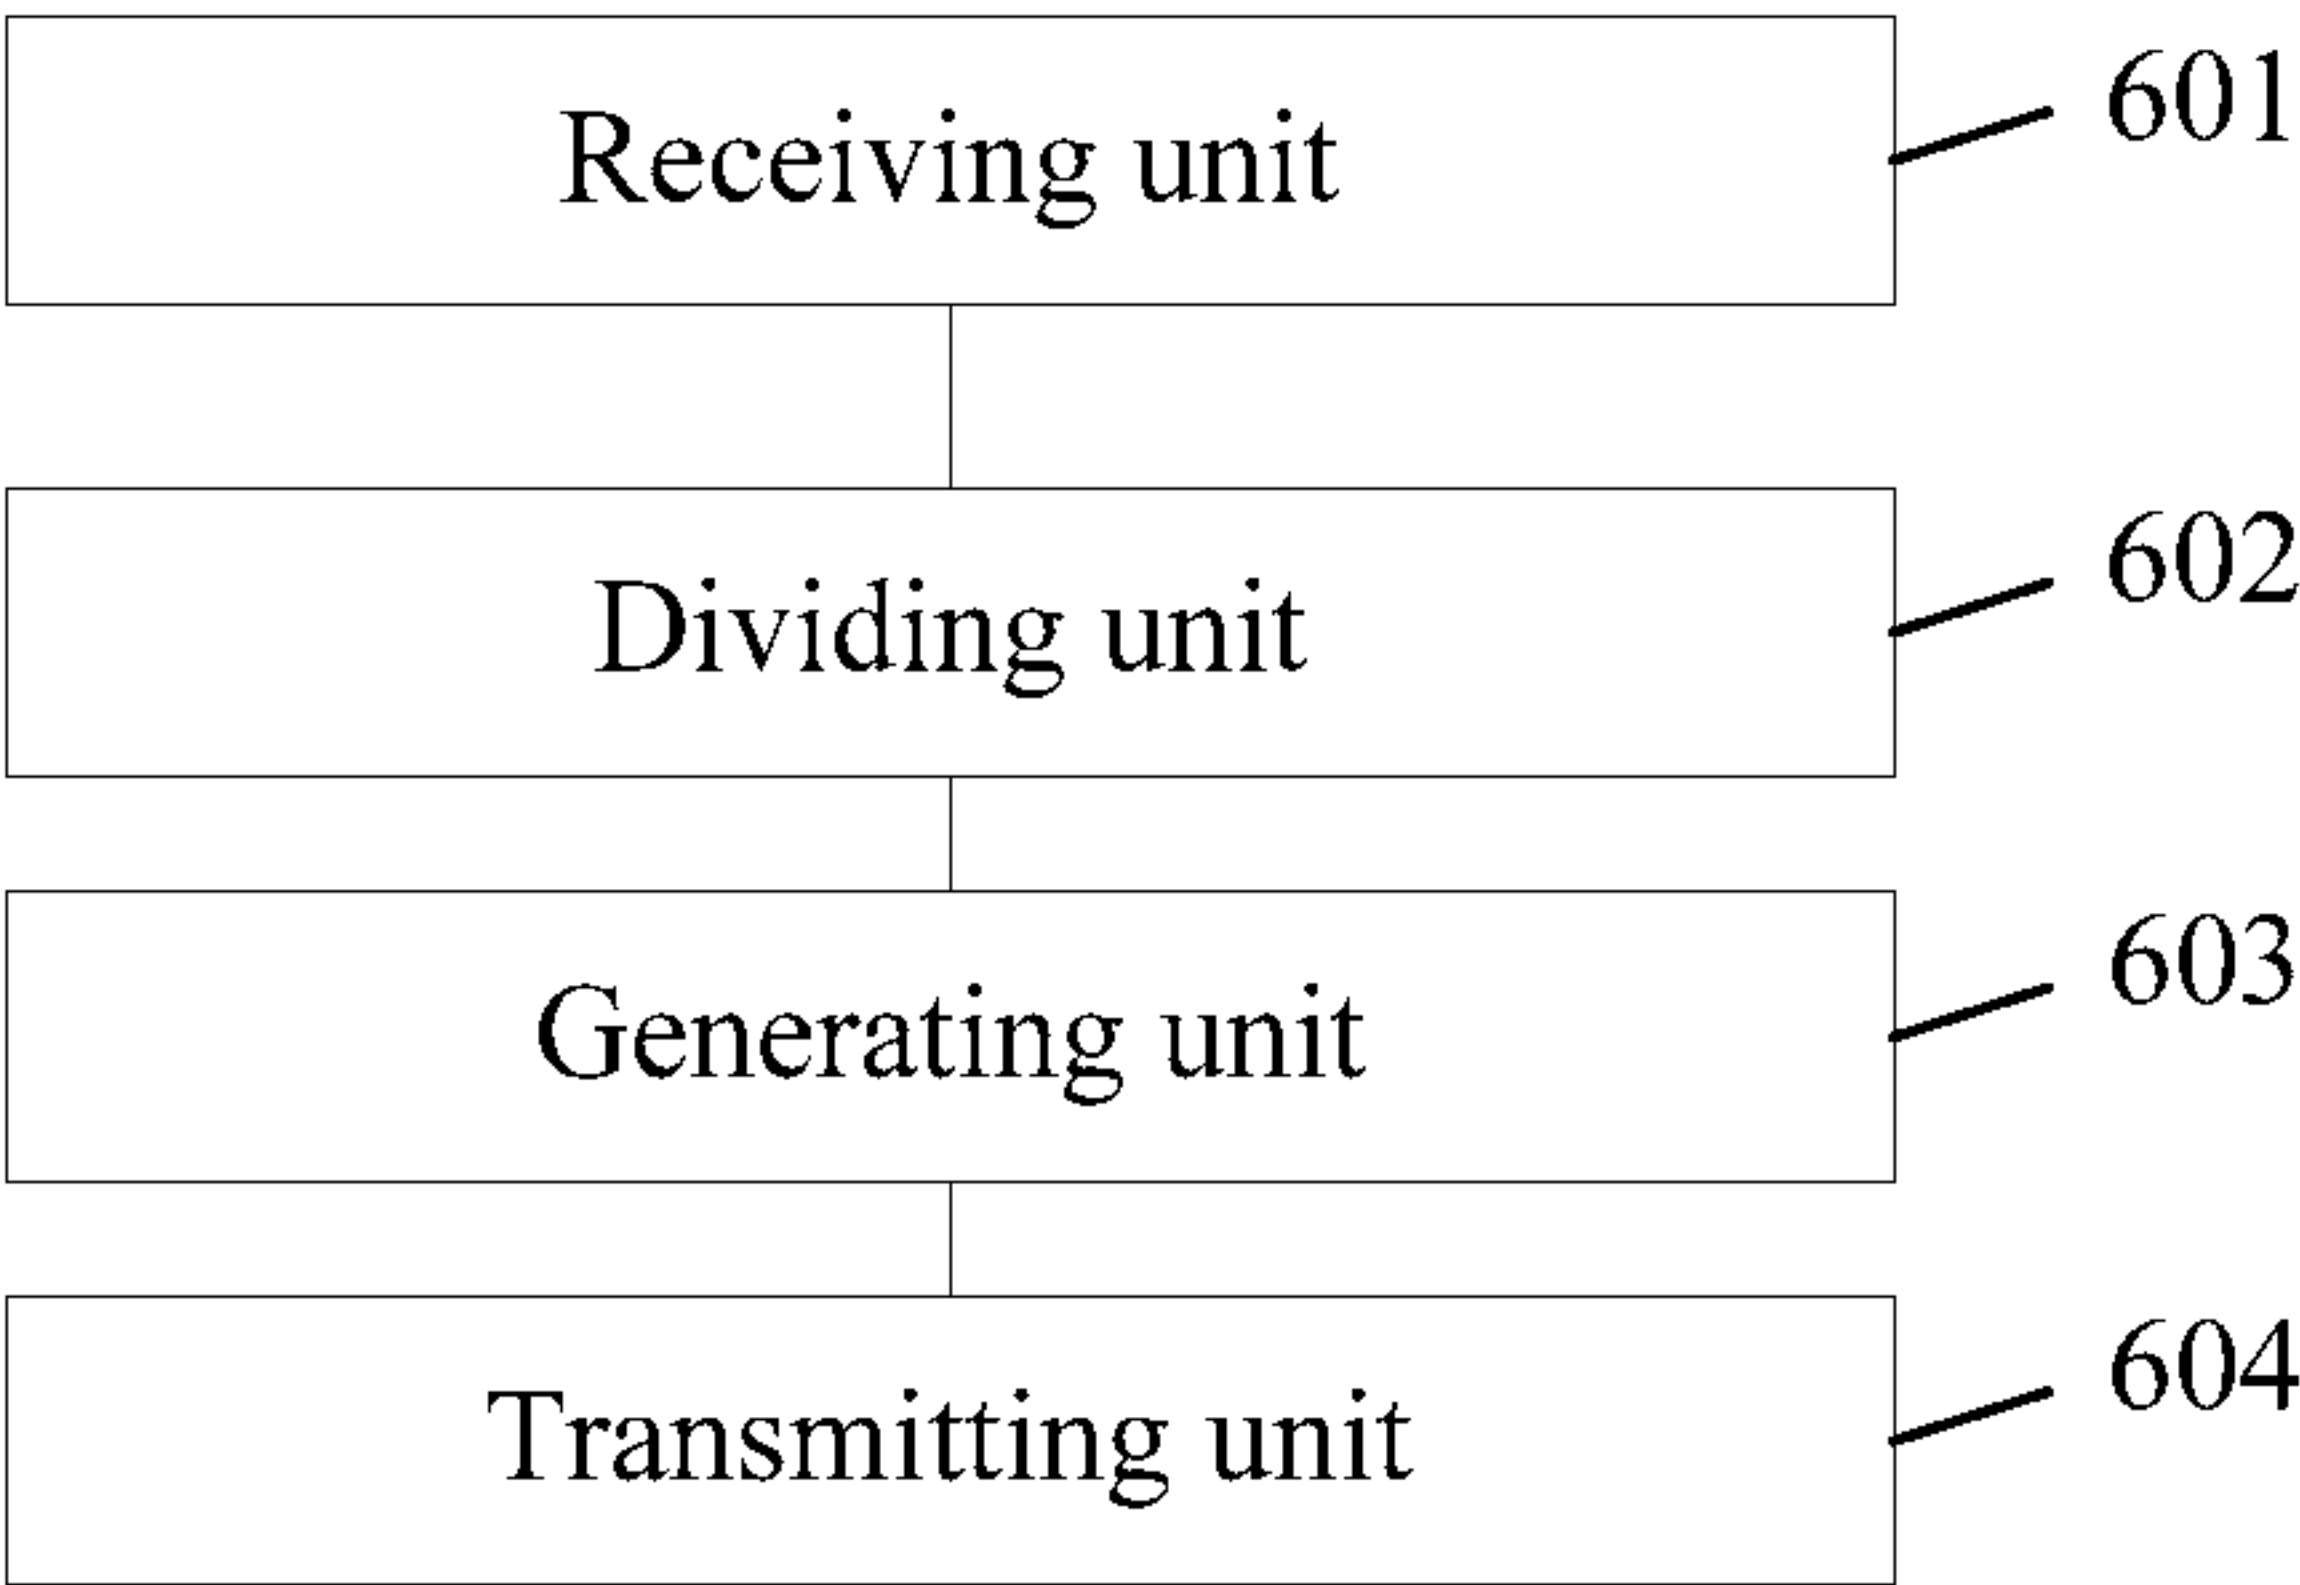 Receiving unit 601
Dividing unit 602
Generating unit 603
Transmitting unit 604